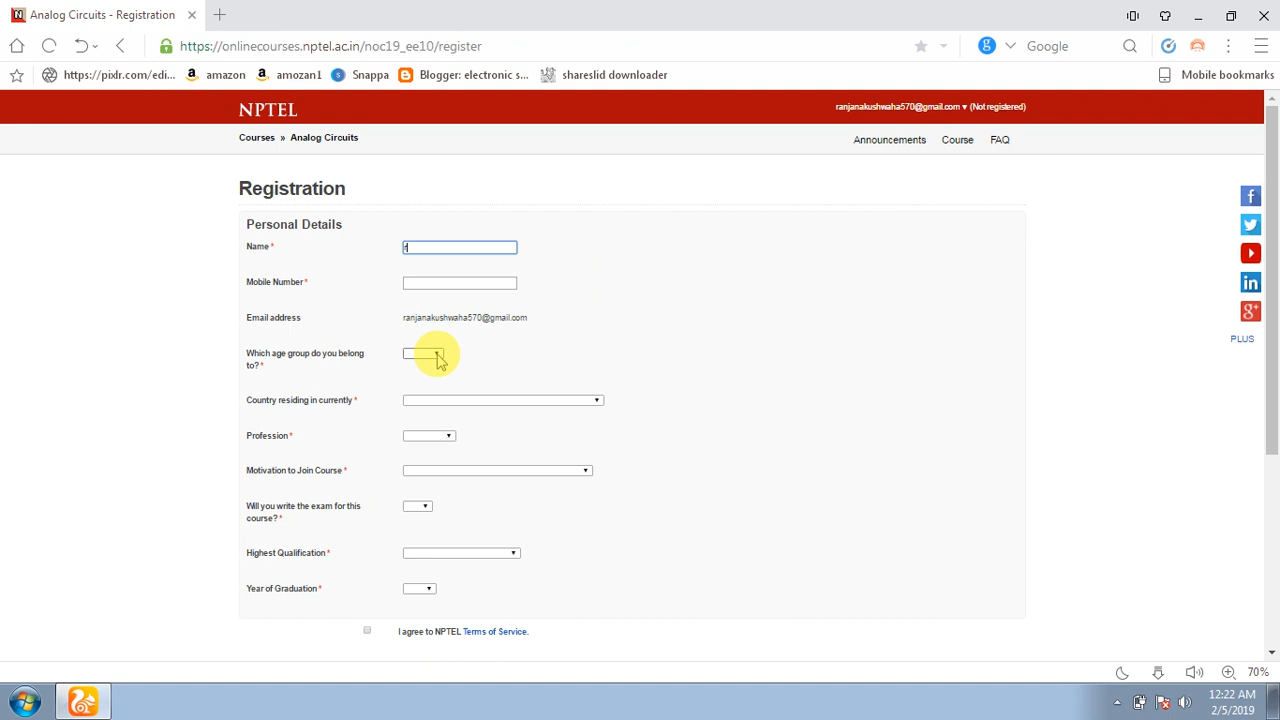 Analog Circuits - Registration
https://onlinecourses.nptel.ac.in/noc19_ee10/register
Google
https://pixlr.com/edi...
amazon
amozan1
Snappa
Blogger: electronic s...
shareslid downloader
Mobile bookmarks
NPTEL
ranjanakushwaha570@gmail.com ▾ (Not registered)
Courses » Analog Circuits
Announcements
Course
FAQ
Registration
Personal Details
Name *
r
Mobile Number *
Email address
ranjanakushwaha570@gmail.com
Which age group do you belong
to? *
PLUS
Country residing in currently *
Profession *
Motivation to Join Course *
Will you write the exam for this
course? *
Highest Qualification *
Year of Graduation *
I agree to NPTEL Terms of Service.
70%
12:22 AM
2/5/2019